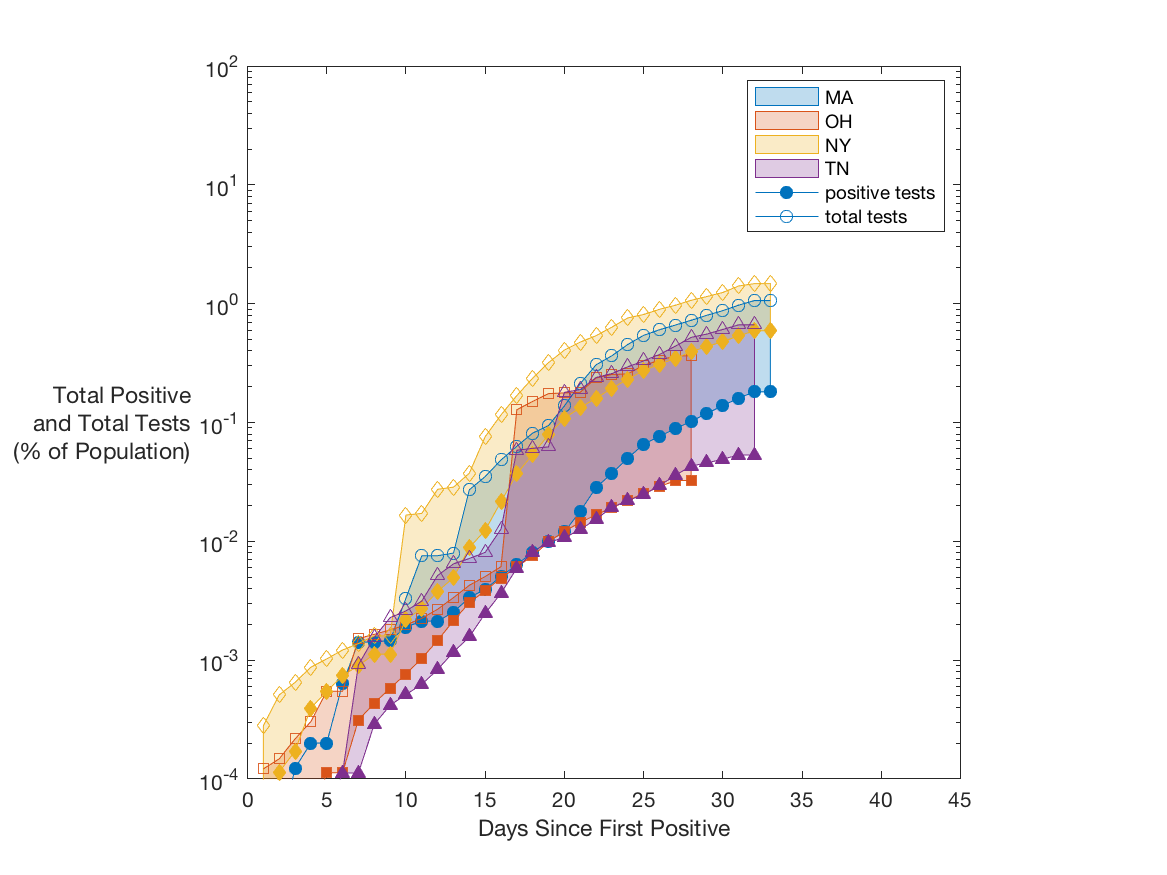 10^2
10^1
10^0
10^-1
10^-2
10^-3
10^-4
Total Positive
and Total Tests
(% of Population)
MA
OH
NY
TN
positive tests
total tests
0 5 10 15 20 25 30 35 40 45
Days Since First Positive